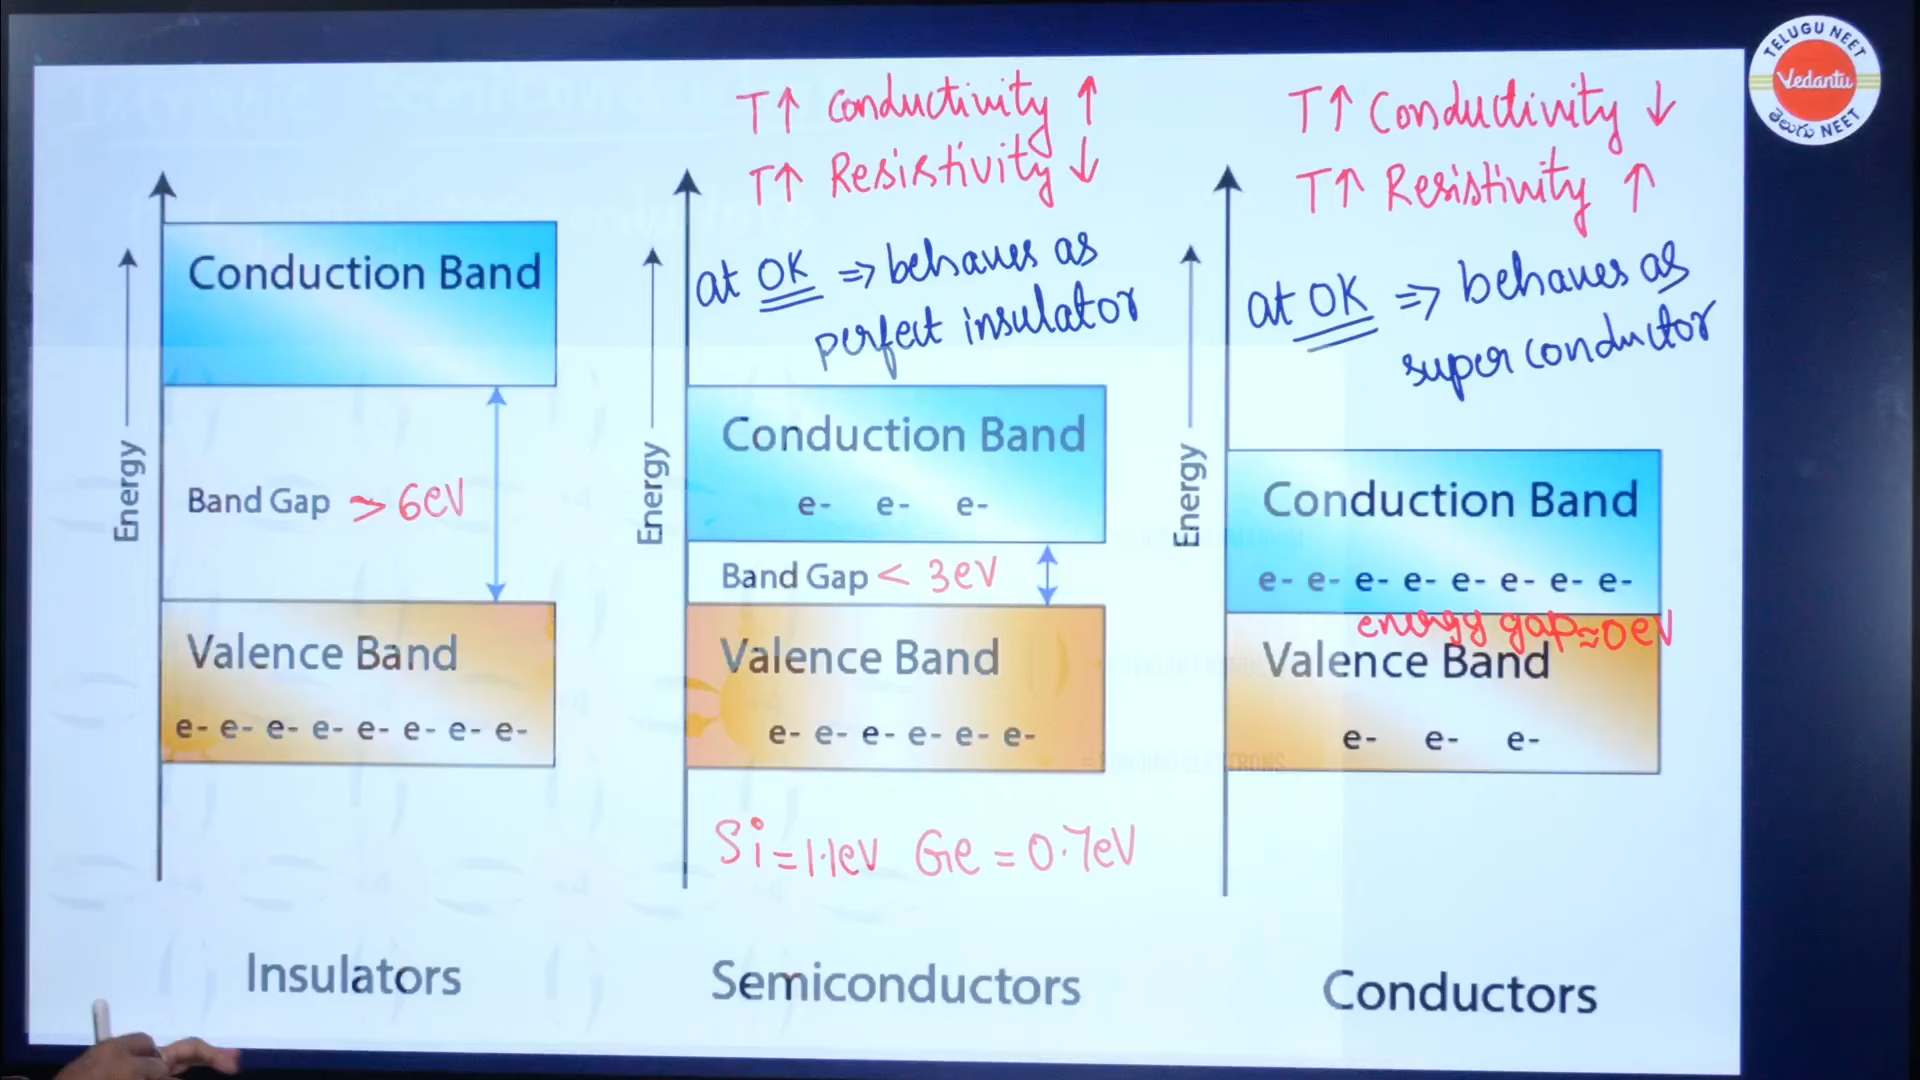 TELUGU NEET
Vedantu
తెలుగు NEET
T↑ Conductivity ↑
T↑ Resistivity ↓
at 0K ⇒ behaves as
perfect insulator
T↑ Conductivity ↓
T↑ Resistivity ↑
at 0K ⇒ behaves as
super conductor
Energy
Conduction Band
Band Gap > 6eV
Valence Band
e- e- e- e- e- e- e- e-
Insulators
Energy
Conduction Band
e- e- e-
Band Gap < 3eV
Valence Band
e- e- e- e- e- e-
Si = 1.1eV Ge = 0.7eV
Semiconductors
Energy
Conduction Band
e- e- e- e- e- e- e- e-
energy gap ≈ 0eV
Valence Band
e- e- e-
Conductors